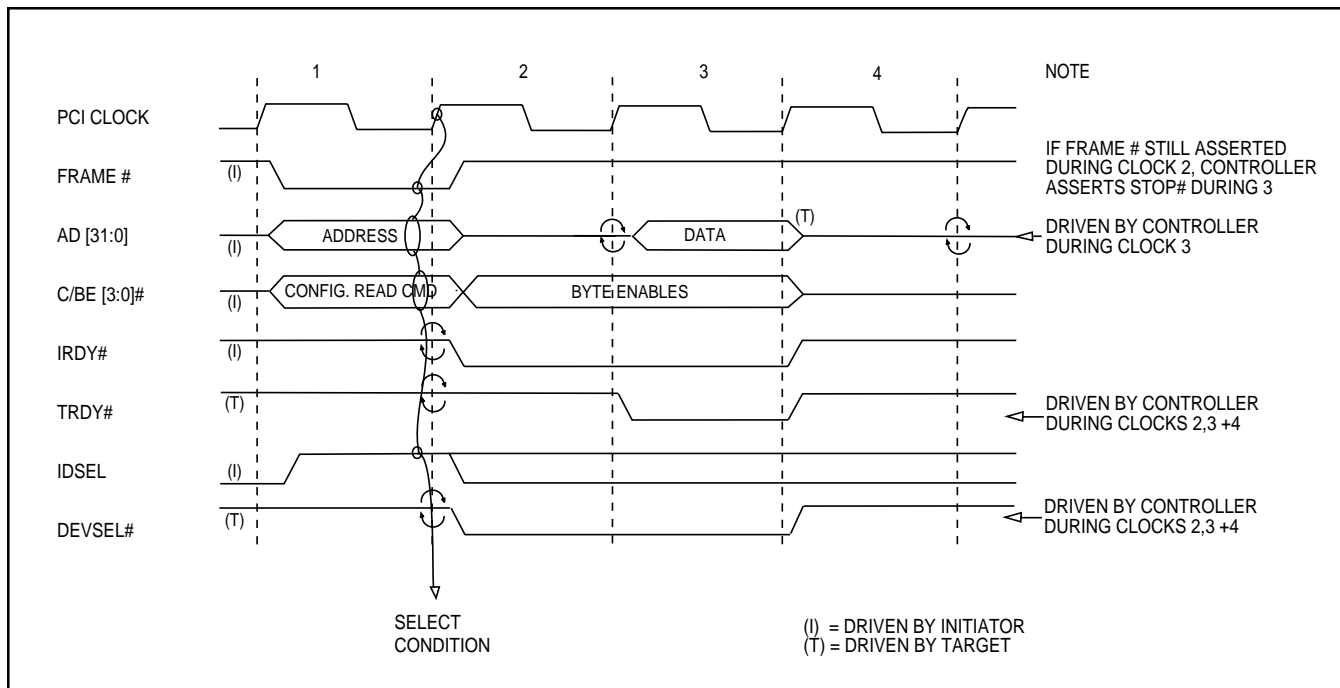 1 2 3 4 NOTE
PCI CLOCK
IF FRAME # STILL ASSERTED
DURING CLOCK 2, CONTROLLER
ASSERTS STOP# DURING 3
FRAME # (I)
AD [31:0] (I) ADDRESS DATA (T)
DRIVEN BY CONTROLLER
DURING CLOCK 3
C/BE [3:0]# (I) CONFIG. READ CMD BYTE ENABLES
IRDY# (I)
TRDY# (T)
DRIVEN BY CONTROLLER
DURING CLOCKS 2,3 +4
IDSEL (I)
DEVSEL# (T)
DRIVEN BY CONTROLLER
DURING CLOCKS 2,3 +4
SELECT
CONDITION
(I) = DRIVEN BY INITIATOR
(T) = DRIVEN BY TARGET